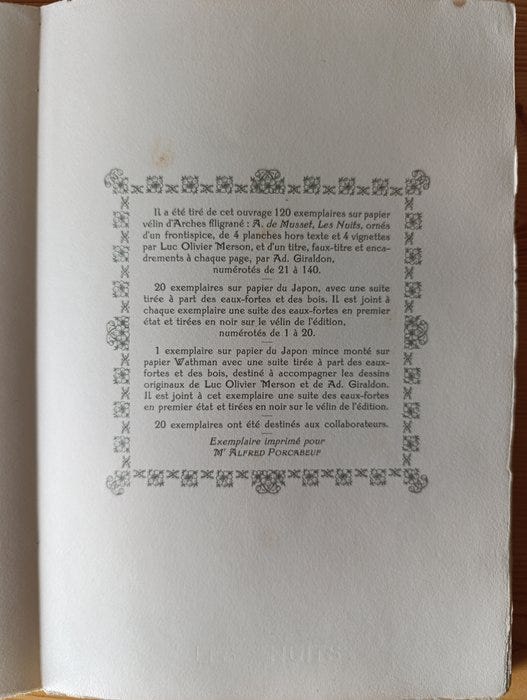 Il a été tiré de cet ouvrage 120 exemplaires sur papier
vélin d'Arches filigrané : A. de Musset, Les Nuits, ornés
d'un frontispice, de 4 planches hors texte et 4 vignettes
par Luc Olivier Merson, et d'un titre, faux-titre et enca-
drements à chaque page, par Ad. Giraldon.
numérotés de 21 à 140.
20 exemplaires sur papier du Japon, avec une suite
tirée à part des eaux-fortes et des bois. Il est joint à
chaque exemplaire une suite des eaux-fortes en premier
état et tirées en noir sur le vélin de l'édition,
numérotés de 1 à 20.
1 exemplaire sur papier du Japon mince monté sur
papier Wathman avec une suite tirée à part des eaux-
fortes et des bois, destiné à accompagner les dessins
originaux de Luc Olivier Merson et de Ad. Giraldon.
Il est joint à cet exemplaire une suite des eaux-fortes
en premier état et tirées en noir sur le vélin de l'édition.
20 exemplaires ont été destinés aux collaborateurs.
Exemplaire imprimé pour
Mr ALFRED PORCABEUF
LES NUITS